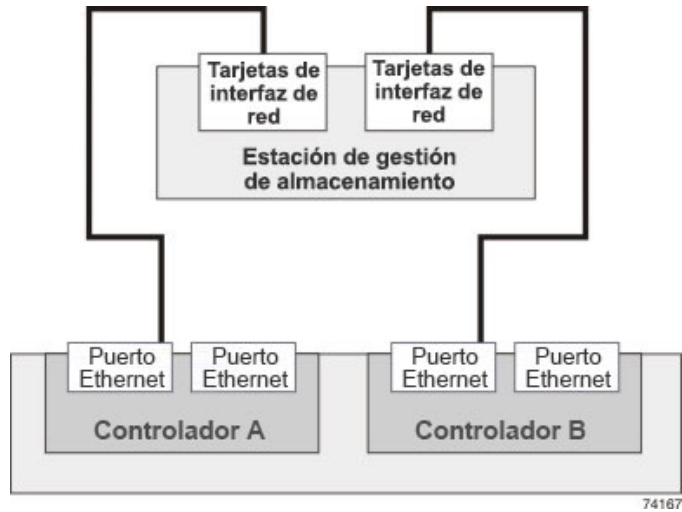 Tarjetas de
interfaz de
red
Tarjetas de
interfaz de
red
Estación de gestión
de almacenamiento
Puerto
Ethernet
Puerto
Ethernet
Puerto
Ethernet
Puerto
Ethernet
Controlador A
Controlador B
74167